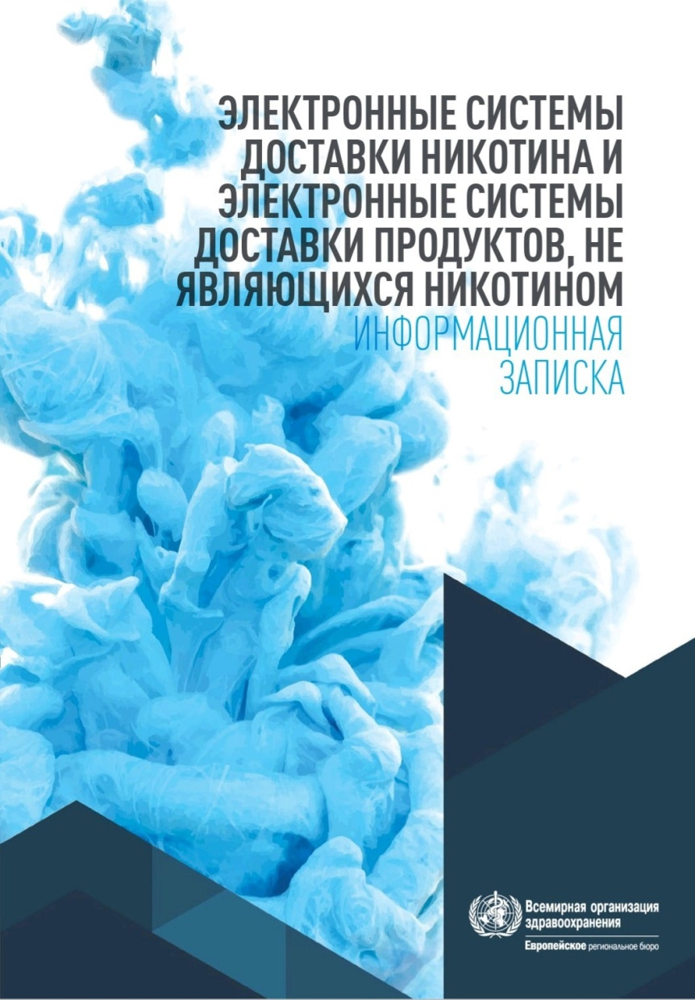 ЭЛЕКТРОННЫЕ СИСТЕМЫ
ДОСТАВКИ НИКОТИНА И
ЭЛЕКТРОННЫЕ СИСТЕМЫ
ДОСТАВКИ ПРОДУКТОВ, НЕ
ЯВЛЯЮЩИХСЯ НИКОТИНОМ
ИНФОРМАЦИОННАЯ
ЗАПИСКА
Всемирная организация
здравоохранения
Европейское региональное бюро